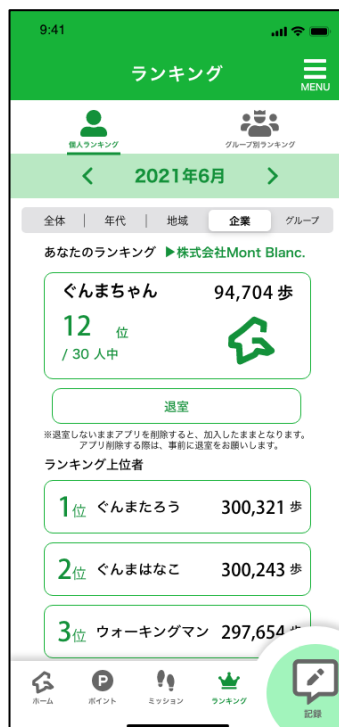 9:41
ランキング
MENU
個人ランキング
グループ別ランキング
< 2021年6月 >
全体 | 年代 | 地域 企業 グループ
あなたのランキング ▶株式会社Mont Blanc.
ぐんまちゃん 94,704 歩
12 位
/ 30 人中
退室
※退室しないままアプリを削除すると、加入したままとなります。
アプリ削除する際は、事前に退室をお願いします。
ランキング上位者
1位 ぐんまたろう 300,321 歩
2位 ぐんまはなこ 300,243 歩
3位 ウォーキングマン 297,654 歩
P
ホーム ポイント ミッション ランキング 記録